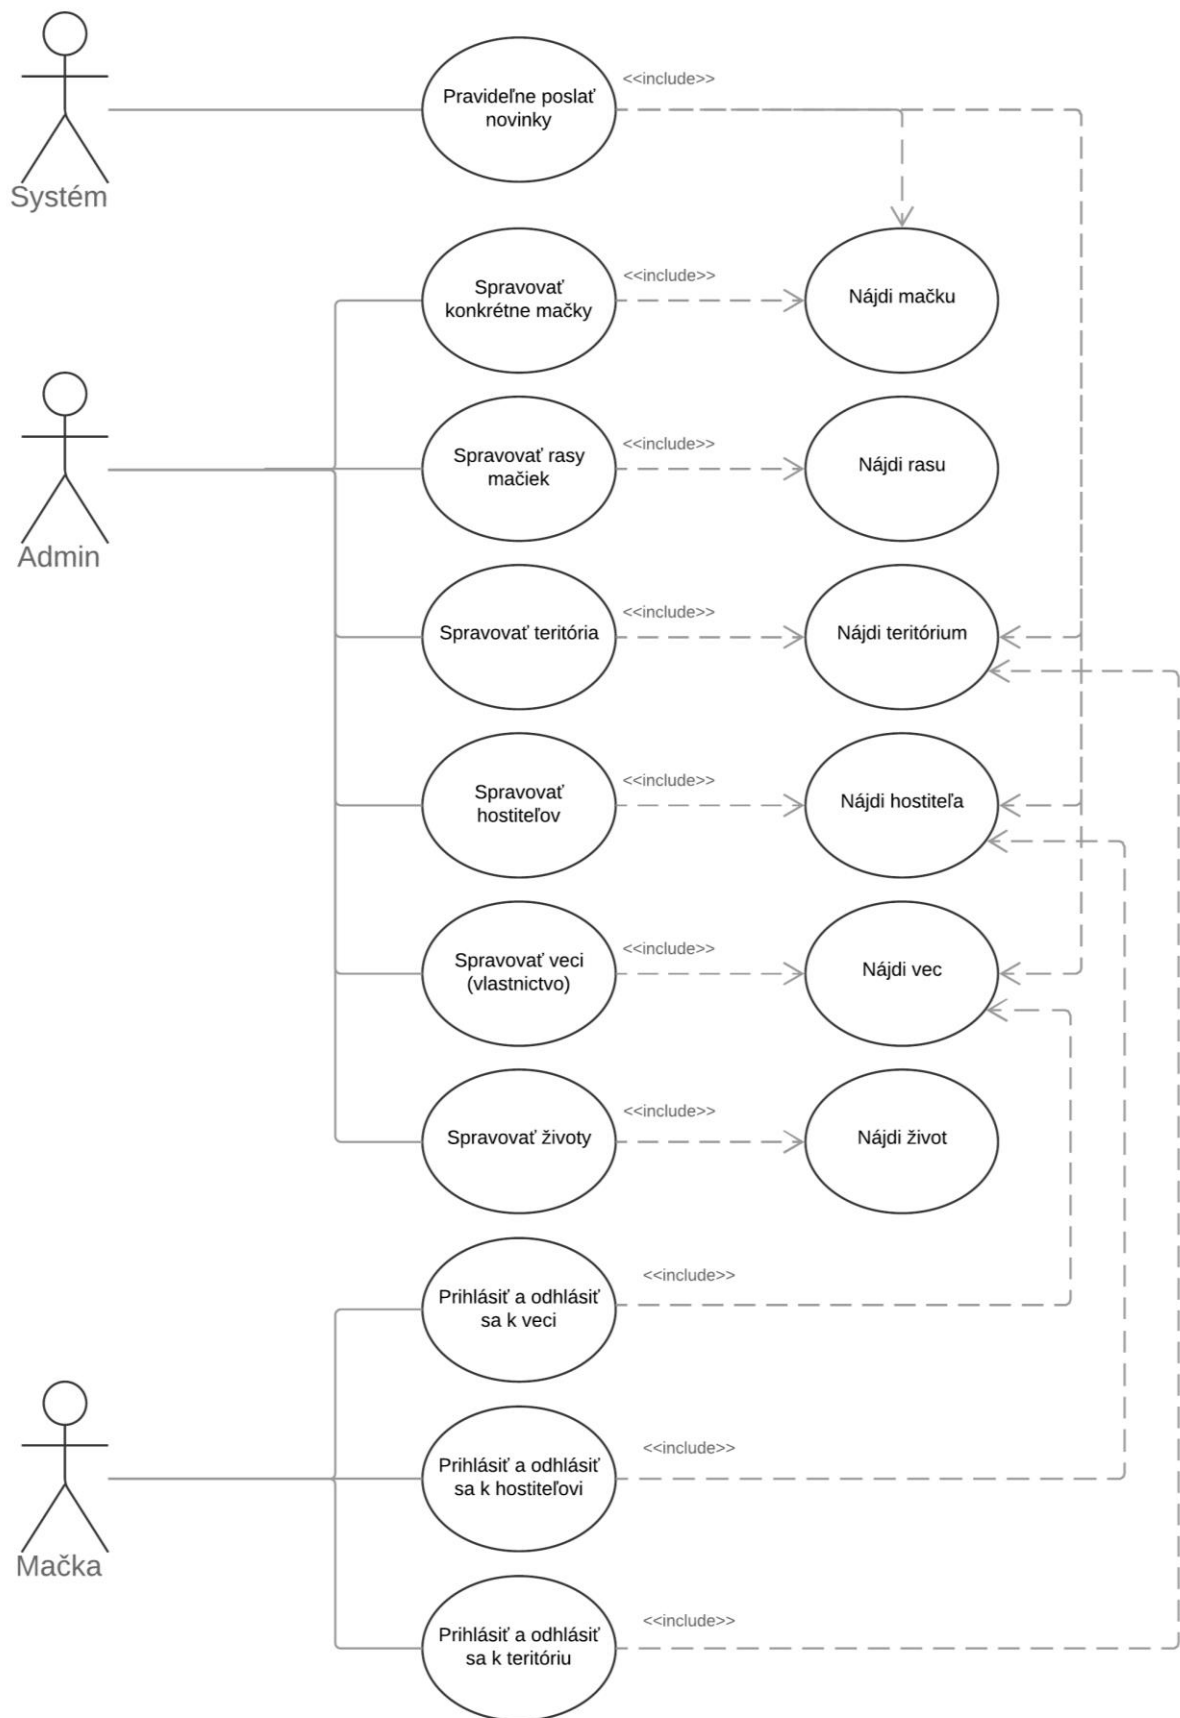 <<include>>
Pravideľne poslať
novinky
Systém
Spravovať
konkrétne mačky
<<include>>
Nájdi mačku
Admin
Spravovať rasy
mačiek
<<include>>
Nájdi rasu
Spravovať teritória
<<include>>
Nájdi teritórium
Spravovať
hostiteľov
<<include>>
Nájdi hostiteľa
Spravovať veci
(vlastnictvo)
<<include>>
Nájdi vec
Spravovať životy
<<include>>
Nájdi život
Prihlásiť a odhlásiť
sa k veci
<<include>>
Mačka
Prihlásiť a odhlásiť
sa k hostiteľovi
<<include>>
Prihlásiť a odhlásiť
sa k teritóriu
<<include>>